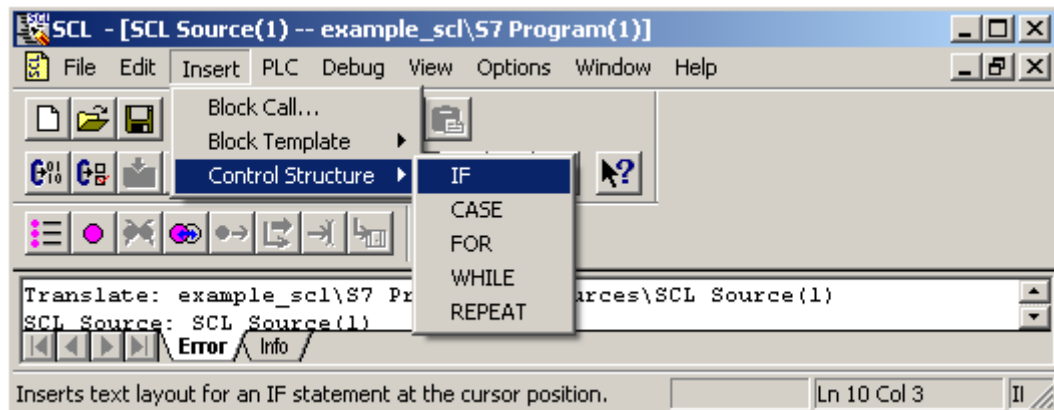 SCL - [SCL Source(1) -- example_scl\S7 Program(1)]
File Edit Insert PLC Debug View Options Window Help
Block Call...
Block Template
Control Structure
IF
CASE
FOR
WHILE
REPEAT
Translate: example_scl\S7 Pr urces\SCL Source(1)
SCL Source: SCL Source(1)
Error Info
Inserts text layout for an IF statement at the cursor position. Ln 10 Col 3